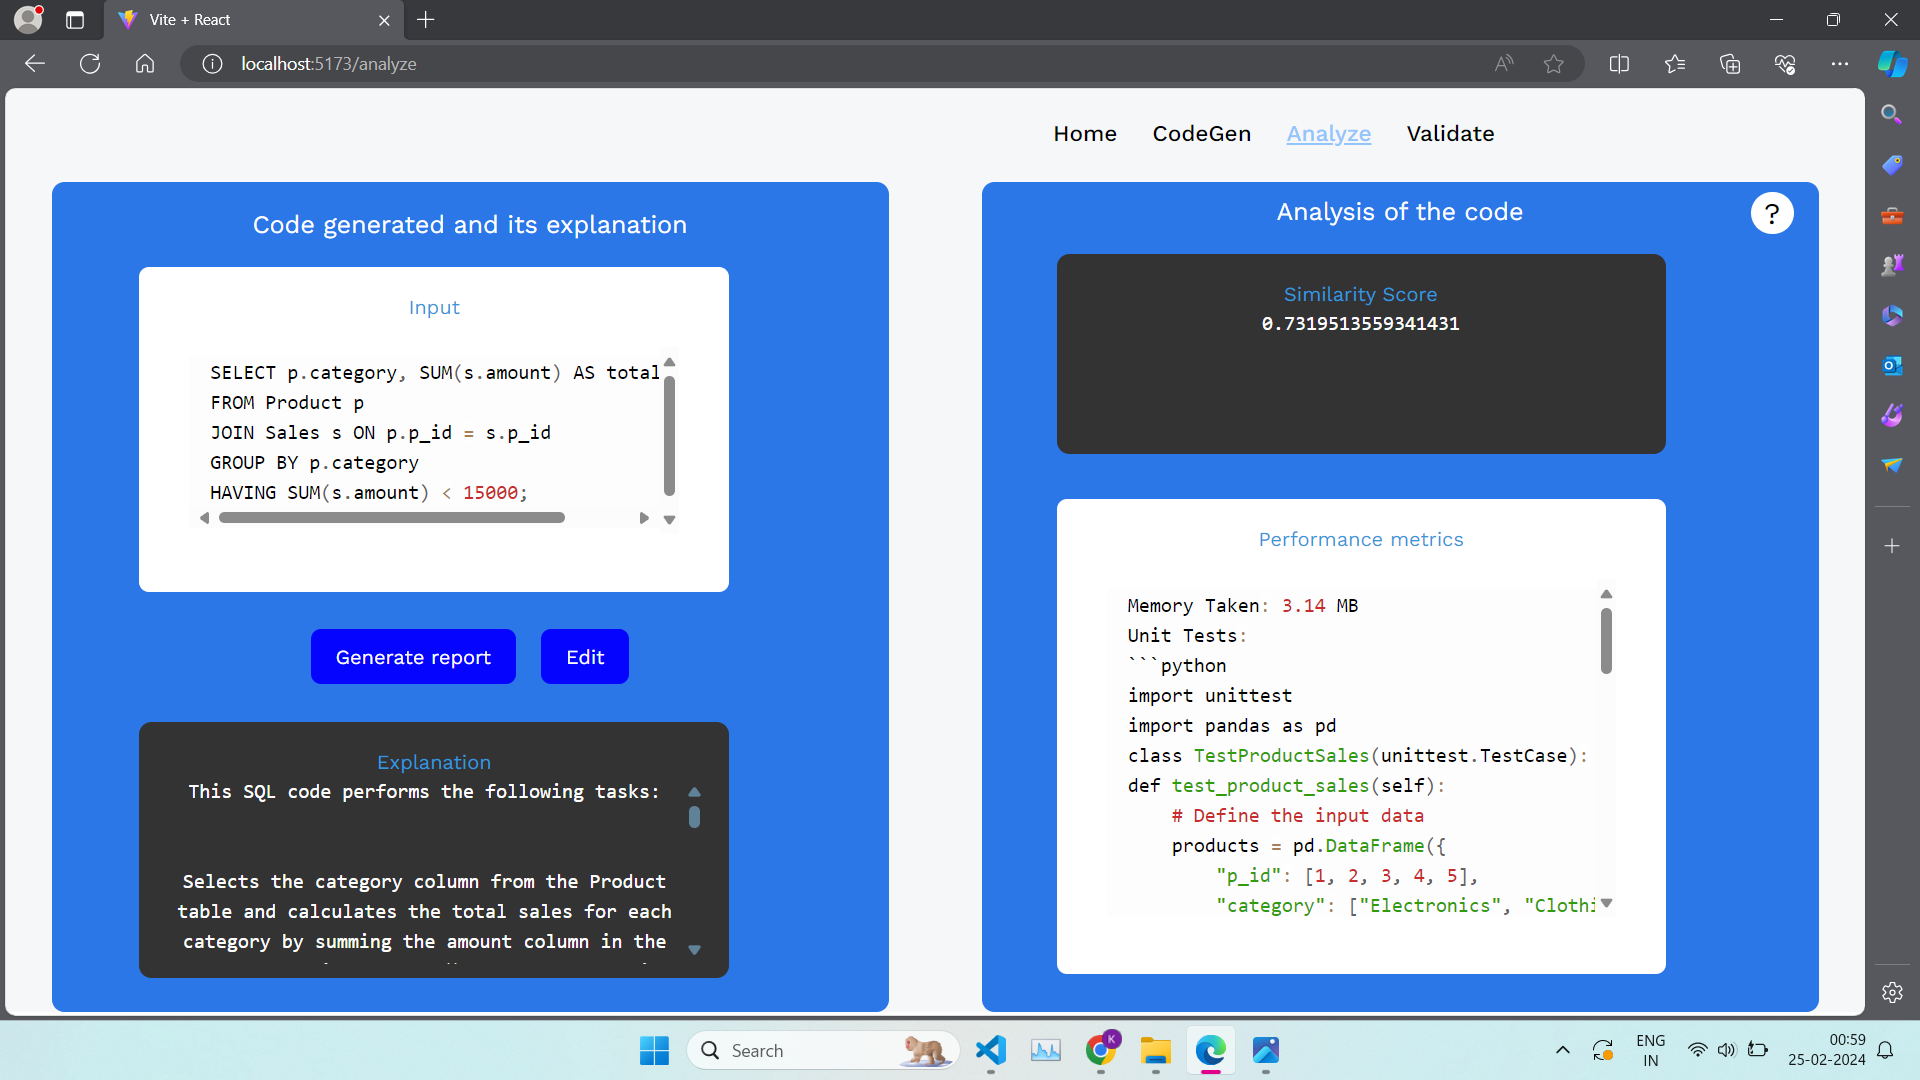 Vite + React
localhost:5173/analyze
Home CodeGen Analyze Validate
Code generated and its explanation
Input
SELECT p.category, SUM(s.amount) AS total
FROM Product p
JOIN Sales s ON p.p_id = s.p_id
GROUP BY p.category
HAVING SUM(s.amount) < 15000;
Generate report Edit
Explanation
This SQL code performs the following tasks:
Selects the category column from the Product
table and calculates the total sales for each
category by summing the amount column in the
Analysis of the code
?
Similarity Score
0.7319513559341431
Performance metrics
Memory Taken: 3.14 MB
Unit Tests:
```python
import unittest
import pandas as pd
class TestProductSales(unittest.TestCase):
def test_product_sales(self):
# Define the input data
products = pd.DataFrame({
"p_id": [1, 2, 3, 4, 5],
"category": ["Electronics", "Clothi
Search
K
ENG
IN
00:59
25-02-2024